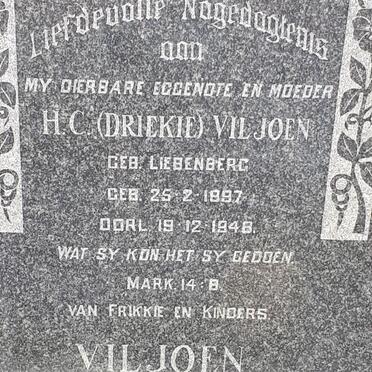 Liefdevolle Nagedagtenis
aan
MY DIERBARE EGGENOTE EN MOEDER
H.C. (DRIEKIE) VILJOEN
GEB. LIEBENBERG
GEB. 25-2-1897
OORL. 19-12-1948.
WAT SY KON HET SY GEDOEN.
MARK. 14-8.
VAN FRIKKIE EN KINDERS.
VILJOEN